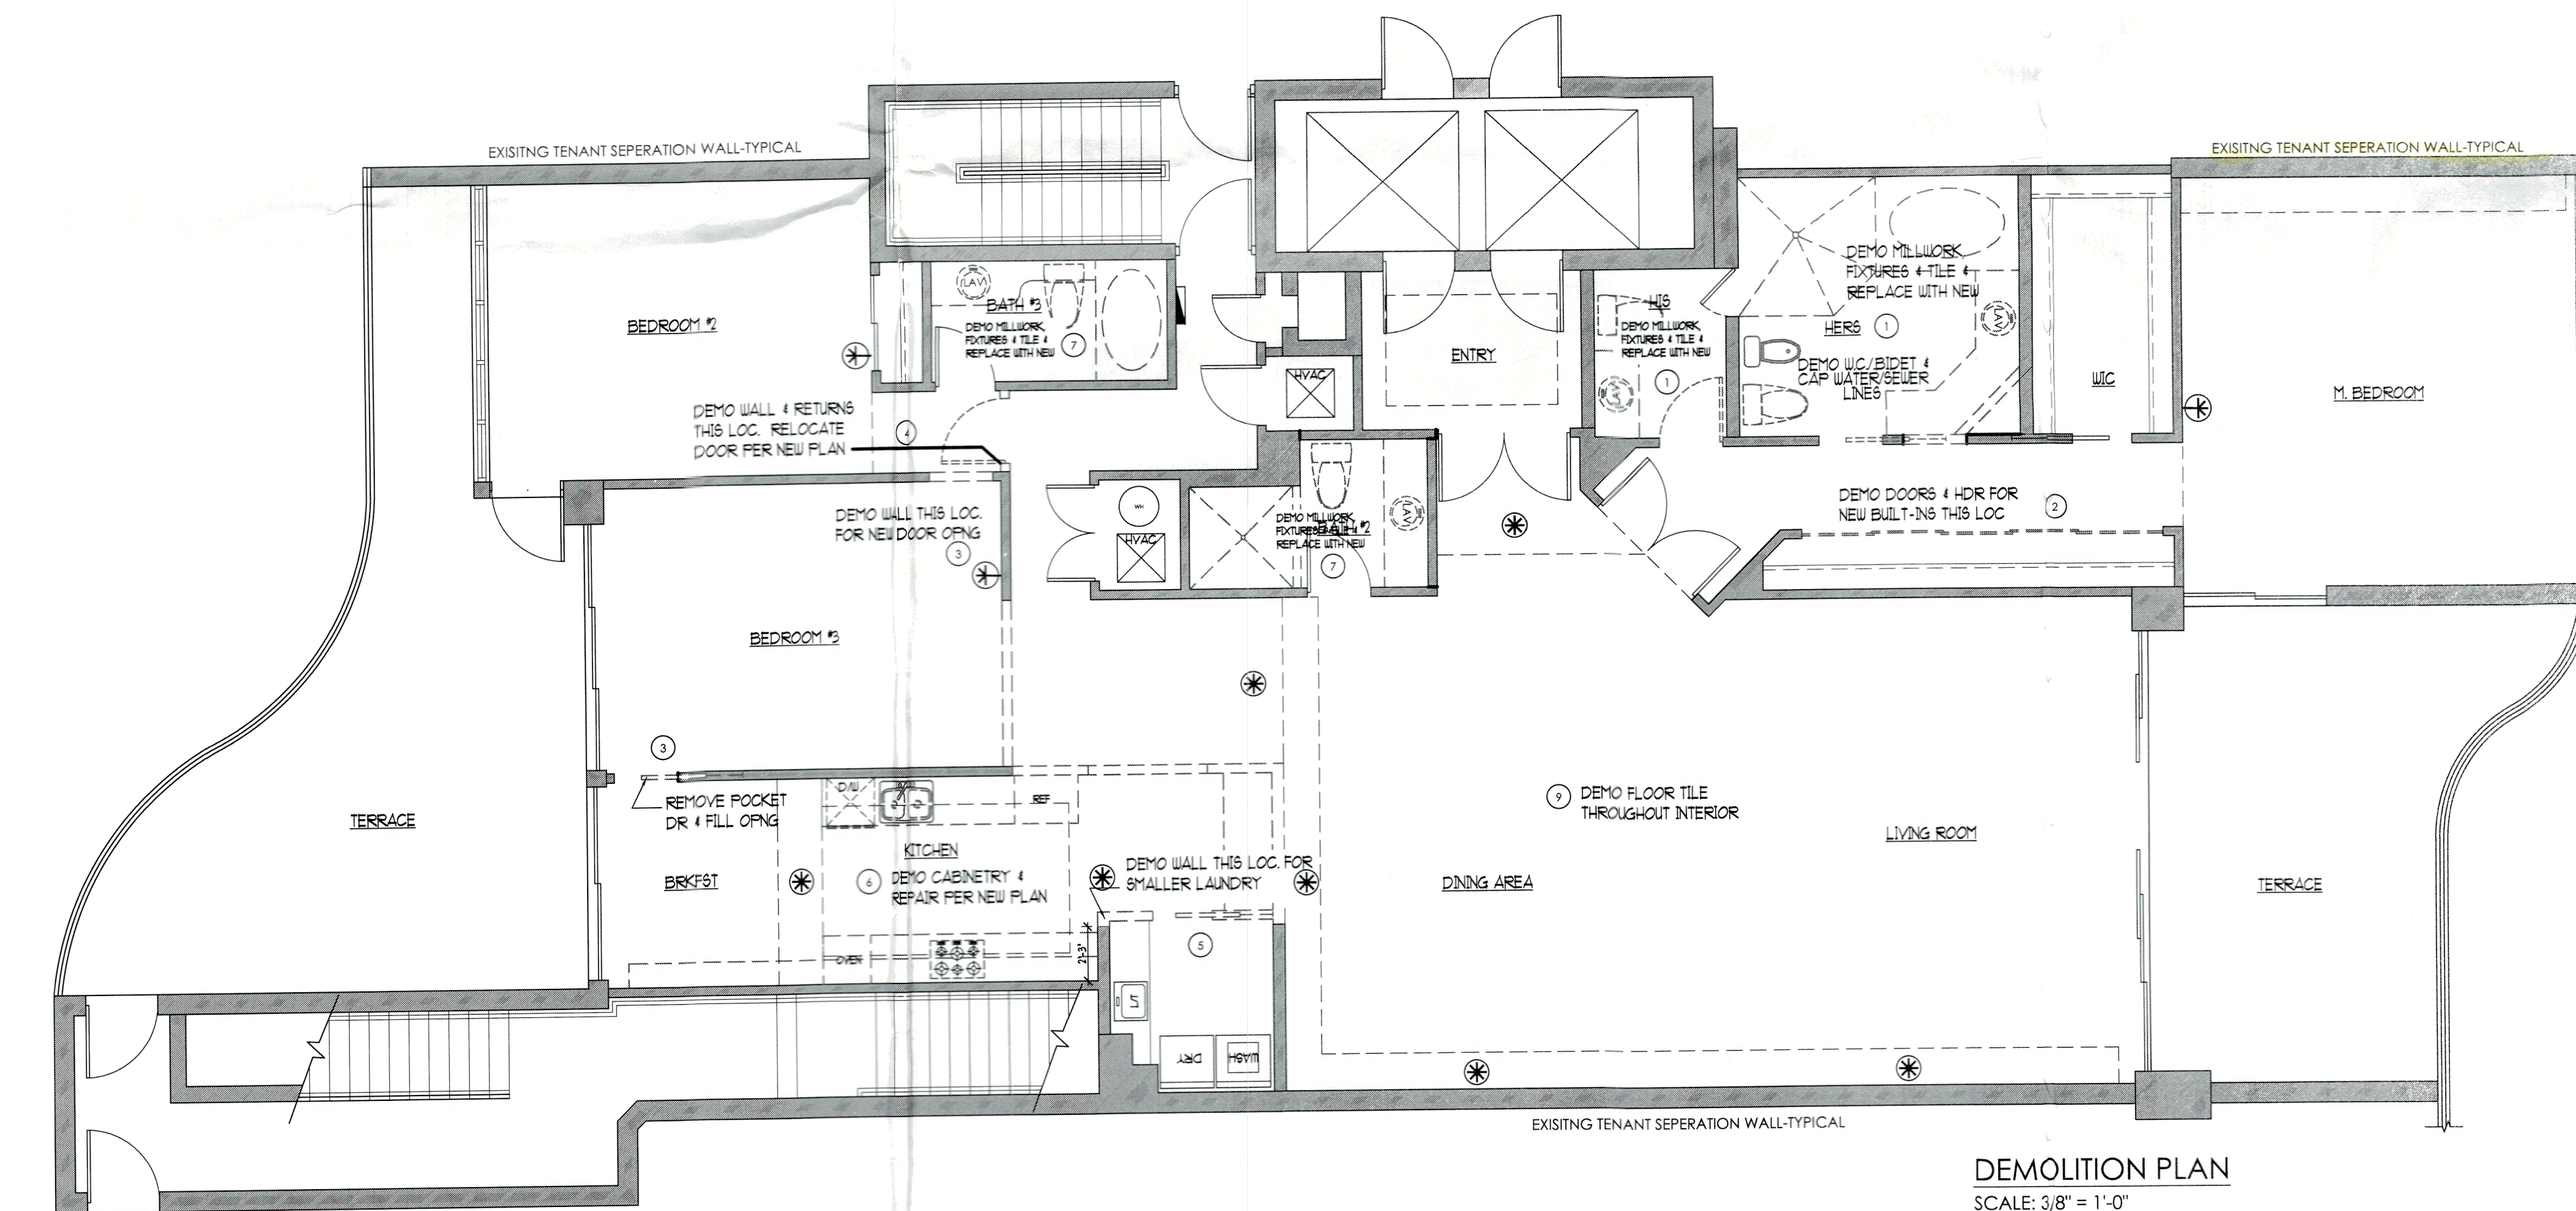 EXISITNG TENANT SEPERATION WALL-TYPICAL
EXISITNG TENANT SEPERATION WALL-TYPICAL
BEDROOM #2
LAV
BATH #3
DEMO MILLWORK,
FIXTURES & TILE &
REPLACE WITH NEW
7
HVAC
ENTRY
HIS
DEMO MILLWORK,
FIXTURES & TILE &
REPLACE WITH NEW
1
LAV
DEMO MILLWORK,
FIXTURES & TILE &
REPLACE WITH NEW
HERS
1
LAV
DEMO W.C./BIDET &
CAP WATER/SEWER
LINES
WIC
M. BEDROOM
DEMO WALL & RETURNS
THIS LOC. RELOCATE
DOOR PER NEW PLAN
4
DEMO WALL THIS LOC.
FOR NEW DOOR OPNG
3
WH
HVAC
DEMO MILLWORK,
FIXTURES & TILE &
REPLACE WITH NEW
#2
7
LAV
DEMO DOORS & HDR FOR
NEW BUILT-INS THIS LOC
2
BEDROOM #3
3
REMOVE POCKET
DR & FILL OPNG
TERRACE
D/W
REF
KITCHEN
BRKFST
6
DEMO CABINETRY &
REPAIR PER NEW PLAN
OVEN
2'-3"
DEMO WALL THIS LOC. FOR
SMALLER LAUNDRY
5
LT
DRY
WASH
9
DEMO FLOOR TILE
THROUGHOUT INTERIOR
DINING AREA
LIVING ROOM
TERRACE
EXISITNG TENANT SEPERATION WALL-TYPICAL
DEMOLITION PLAN
SCALE: 3/8" = 1'-0"